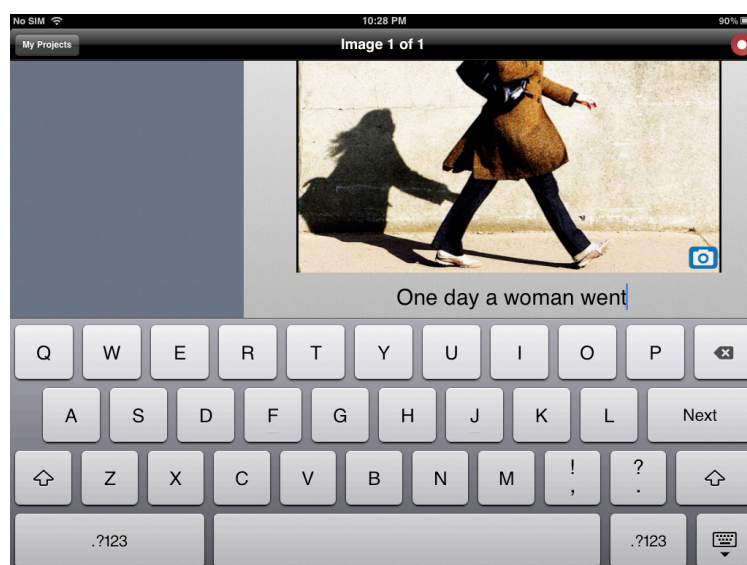 No SIM 10:28 PM 90%
My Projects Image 1 of 1
One day a woman went
Q W E R T Y U I O P
A S D F G H J K L Next
Z X C V B N M ! , ? .
.?123 .?123